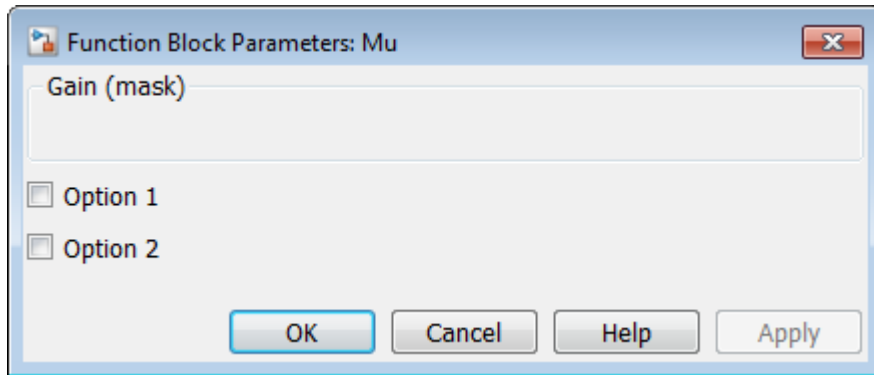 Function Block Parameters: Mu
Gain (mask)
Option 1
Option 2
OK Cancel Help Apply